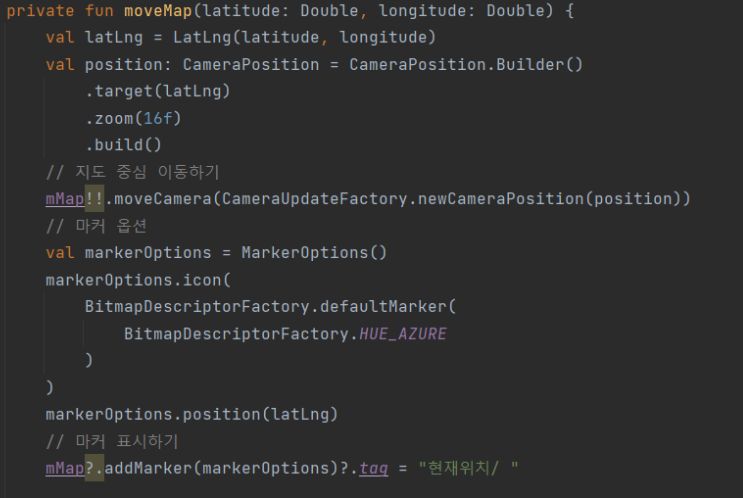 private fun moveMap(latitude: Double, longitude: Double) {
    val latLng = LatLng(latitude, longitude)
    val position: CameraPosition = CameraPosition.Builder()
        .target(latLng)
        .zoom(16f)
        .build()
    // 지도 중심 이동하기
    mMap!!.moveCamera(CameraUpdateFactory.newCameraPosition(position))
    // 마커 옵션
    val markerOptions = MarkerOptions()
    markerOptions.icon(
        BitmapDescriptorFactory.defaultMarker(
            BitmapDescriptorFactory.HUE_AZURE
        )
    )
    markerOptions.position(latLng)
    // 마커 표시하기
    mMap?.addMarker(markerOptions)?.tag = "현재위치/ "